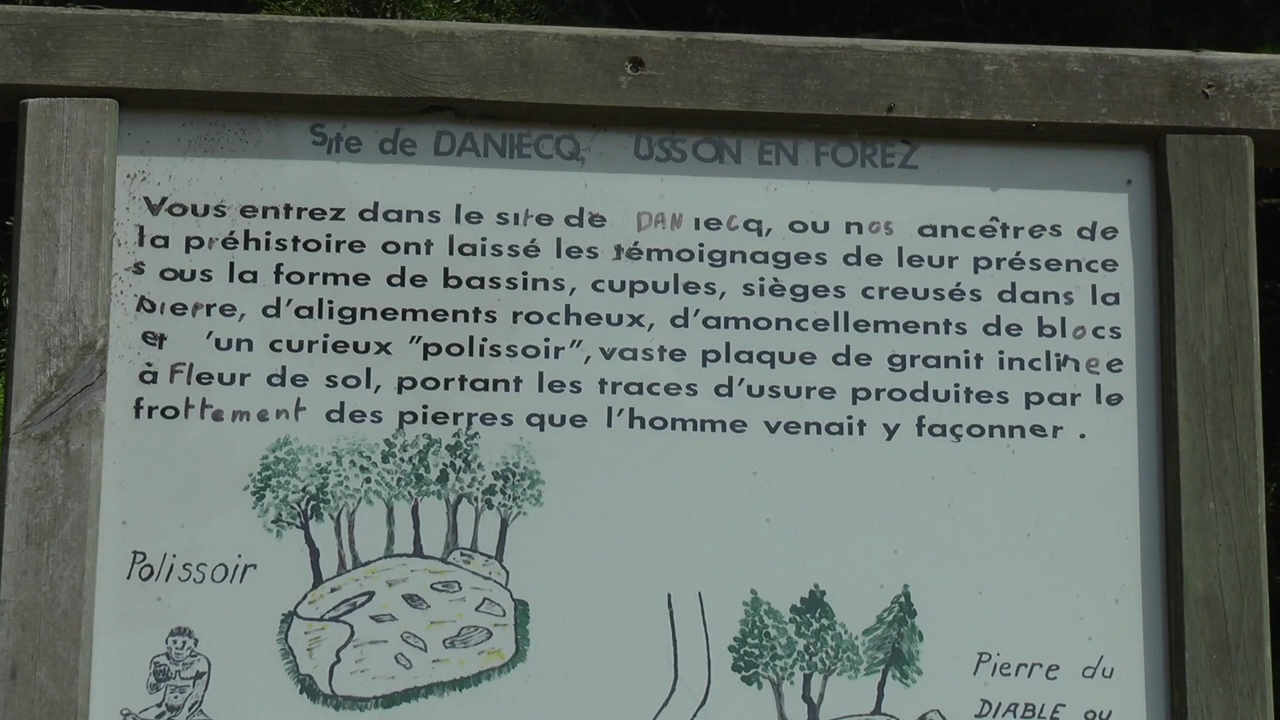 Site de DANIECQ, USSON EN FOREZ
Vous entrez dans le site de DANIECQ, ou nos ancêtres de
la préhistoire ont laissé les témoignages de leur présence
sous la forme de bassins, cupules, sièges creusés dans la
pierre, d'alignements rocheux, d'amoncellements de blocs
et 'un curieux "polissoir", vaste plaque de granit inclinee
à fleur de sol, portant les traces d'usure produites par le
frottement des pierres que l'homme venait y façonner.
Polissoir
Pierre du
DIABLE ou